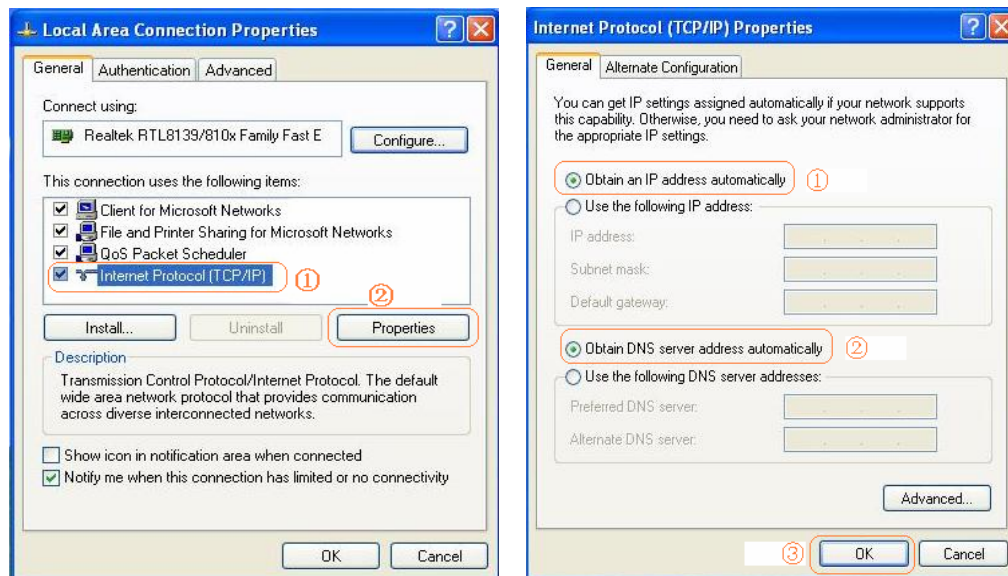 Local Area Connection Properties
General Authentication Advanced
Connect using:
Realtek RTL8139/810x Family Fast E
Configure...
This connection uses the following items:
Client for Microsoft Networks
File and Printer Sharing for Microsoft Networks
QoS Packet Scheduler
Internet Protocol (TCP/IP) ①
②
Install... Uninstall Properties
Description
Transmission Control Protocol/Internet Protocol. The default
wide area network protocol that provides communication
across diverse interconnected networks.
Show icon in notification area when connected
Notify me when this connection has limited or no connectivity
OK Cancel
Internet Protocol (TCP/IP) Properties
General Alternate Configuration
You can get IP settings assigned automatically if your network supports
this capability. Otherwise, you need to ask your network administrator for
the appropriate IP settings.
Obtain an IP address automatically ①
Use the following IP address:
IP address:
Subnet mask:
Default gateway:
Obtain DNS server address automatically ②
Use the following DNS server addresses:
Preferred DNS server:
Alternate DNS server:
Advanced...
③ OK Cancel